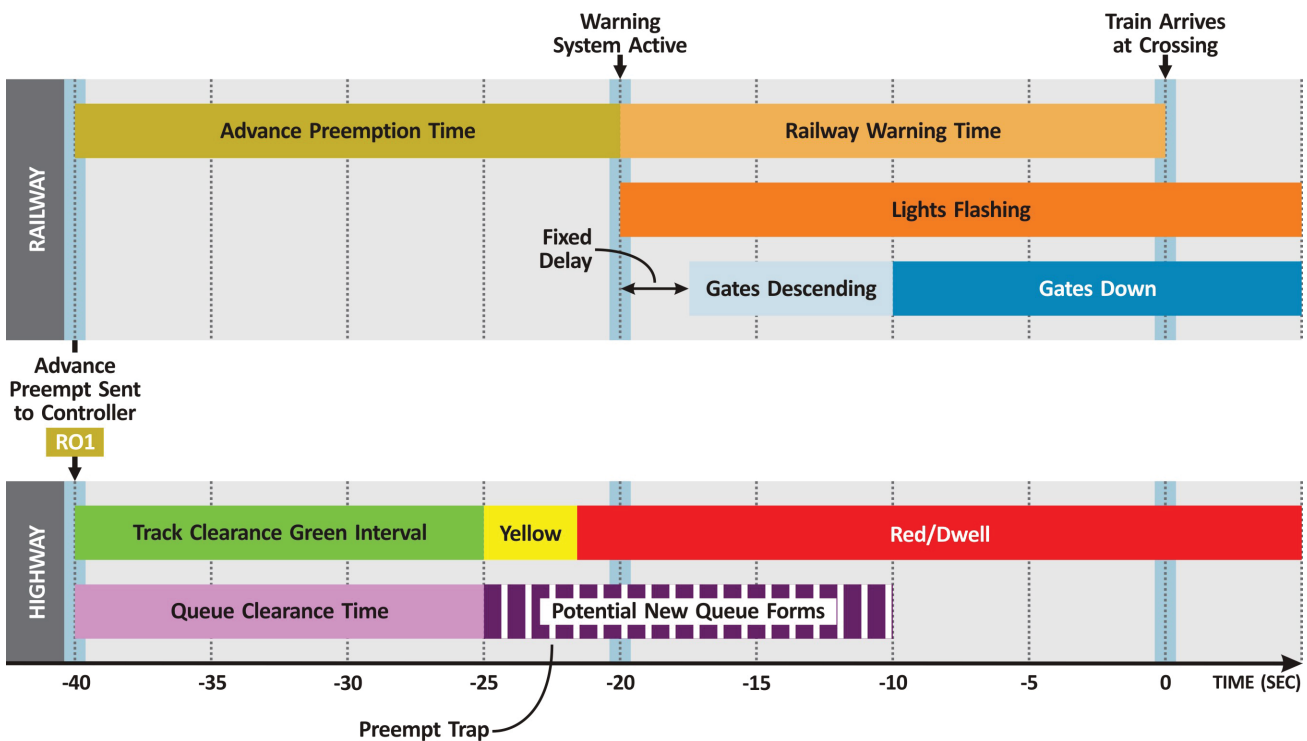 Warning
System Active
Train Arrives
at Crossing
RAILWAY
Advance Preemption Time
Railway Warning Time
Lights Flashing
Fixed
Delay
Gates Descending
Gates Down
Advance
Preempt Sent
to Controller
RO1
HIGHWAY
Track Clearance Green Interval
Yellow
Red/Dwell
Queue Clearance Time
Potential New Queue Forms
-40 -35 -30 -25 -20 -15 -10 -5 0 TIME (SEC)
Preempt Trap